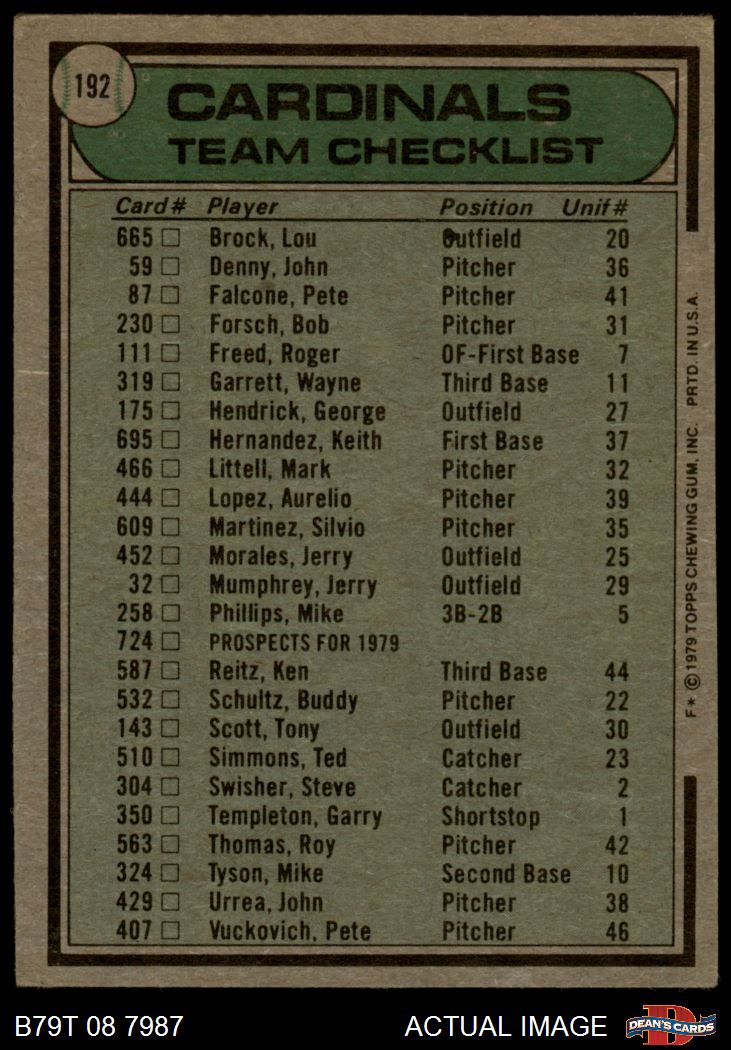 192
CARDINALS
TEAM CHECKLIST
Card # Player Position Unif #
665 □ Brock, Lou Outfield 20
59 □ Denny, John Pitcher 36
87 □ Falcone, Pete Pitcher 41
230 □ Forsch, Bob Pitcher 31
111 □ Freed, Roger OF-First Base 7
319 □ Garrett, Wayne Third Base 11
175 □ Hendrick, George Outfield 27
695 □ Hernandez, Keith First Base 37
466 □ Littell, Mark Pitcher 32
444 □ Lopez, Aurelio Pitcher 39
609 □ Martinez, Silvio Pitcher 35
452 □ Morales, Jerry Outfield 25
32 □ Mumphrey, Jerry Outfield 29
258 □ Phillips, Mike 3B-2B 5
724 □ PROSPECTS FOR 1979
587 □ Reitz, Ken Third Base 44
532 □ Schultz, Buddy Pitcher 22
143 □ Scott, Tony Outfield 30
510 □ Simmons, Ted Catcher 23
304 □ Swisher, Steve Catcher 2
350 □ Templeton, Garry Shortstop 1
563 □ Thomas, Roy Pitcher 42
324 □ Tyson, Mike Second Base 10
429 □ Urrea, John Pitcher 38
407 □ Vuckovich, Pete Pitcher 46
F* © 1979 TOPPS CHEWING GUM, INC. PRTD. IN U.S.A.
B79T 08 7987 ACTUAL IMAGE
D
DEAN'S CARDS